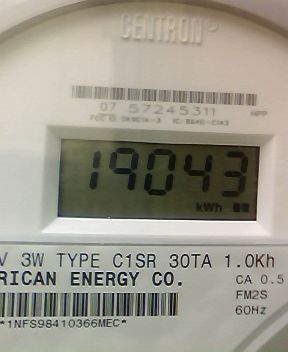 CENTRON®
07 57245311 MPP
19043
kWh
V 3W TYPE C1SR 30TA 1.0Kh
RICAN ENERGY CO.
CA 0.5
FM2S
60Hz
*1NFS98410366MEC*